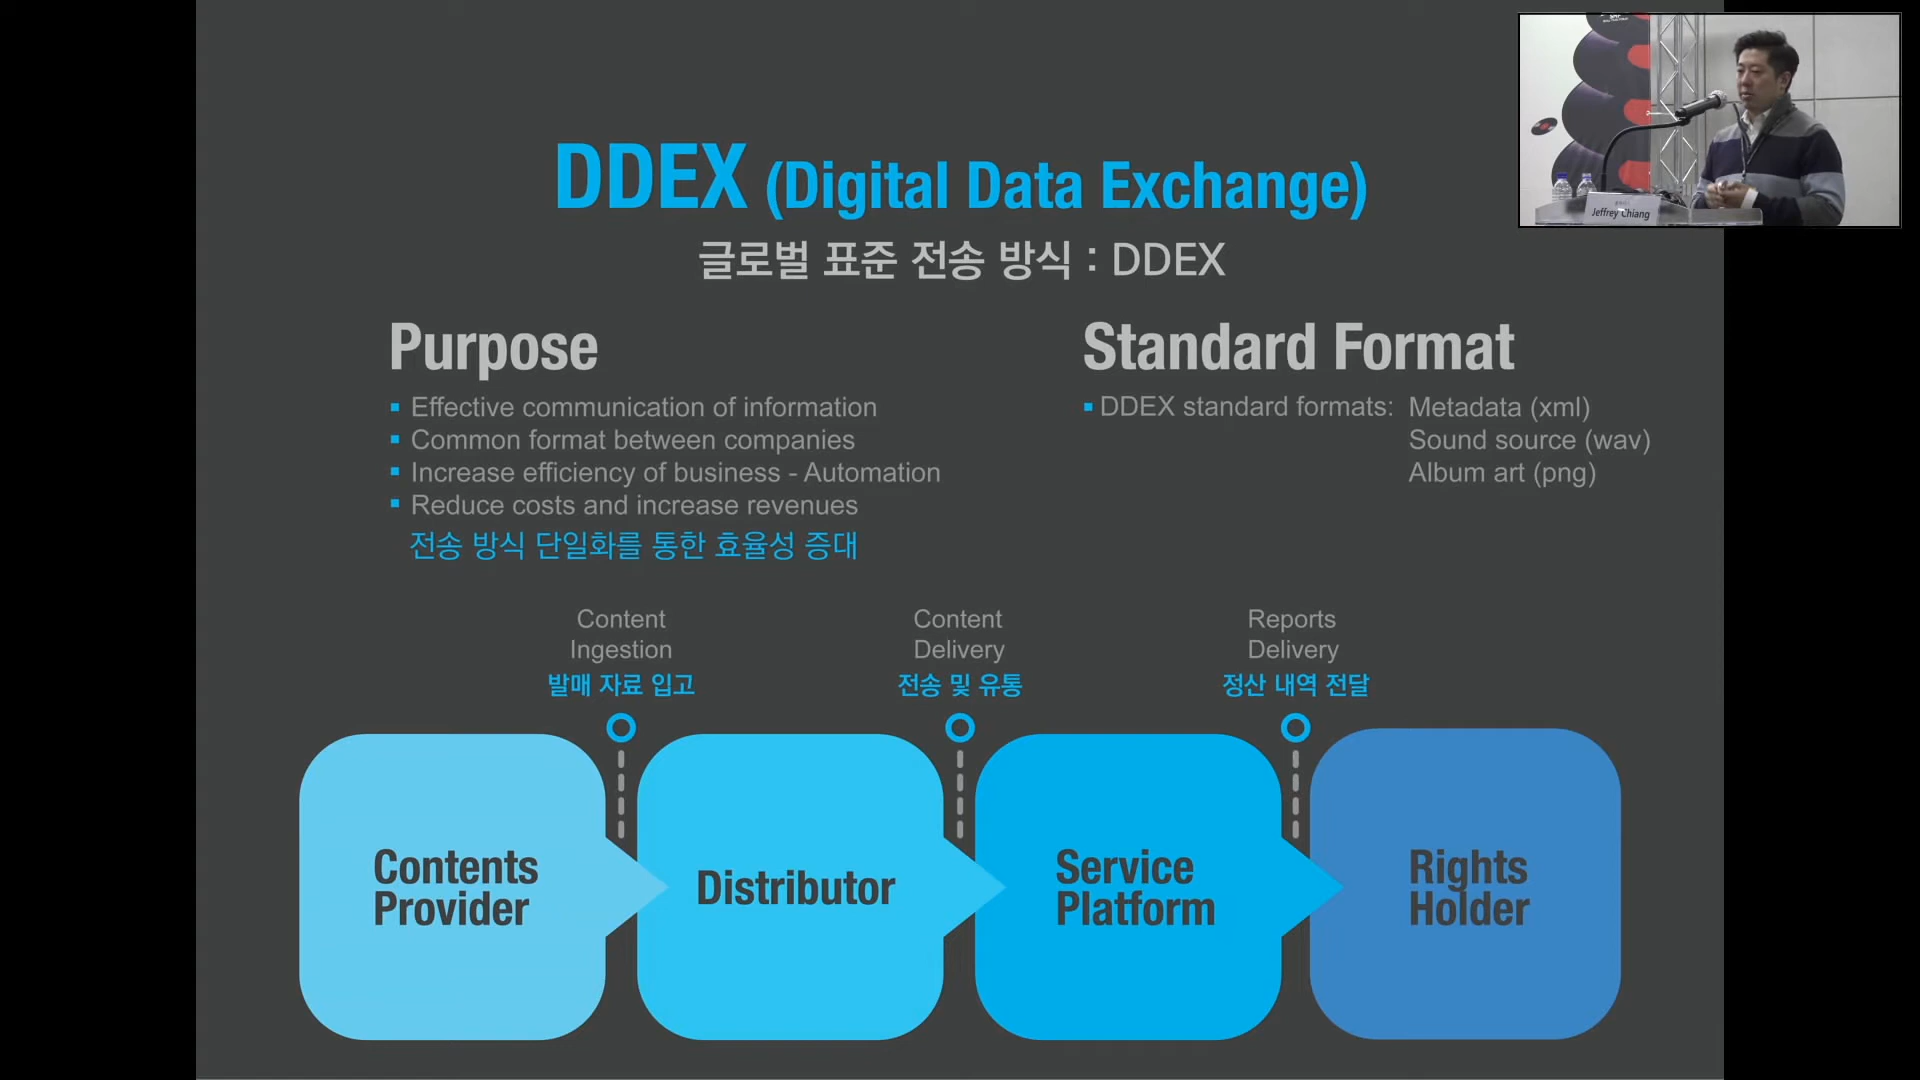 DDEX (Digital Data Exchange)
글로벌 표준 전송 방식 : DDEX
Purpose
Effective communication of information
Common format between companies
Increase efficiency of business - Automation
Reduce costs and increase revenues
전송 방식 단일화를 통한 효율성 증대
Standard Format
DDEX standard formats: Metadata (xml)
Sound source (wav)
Album art (png)
Content
Ingestion
발매 자료 입고
Content
Delivery
전송 및 유통
Reports
Delivery
정산 내역 전달
Contents
Provider
Distributor
Service
Platform
Rights
Holder
Jeffrey Chiang